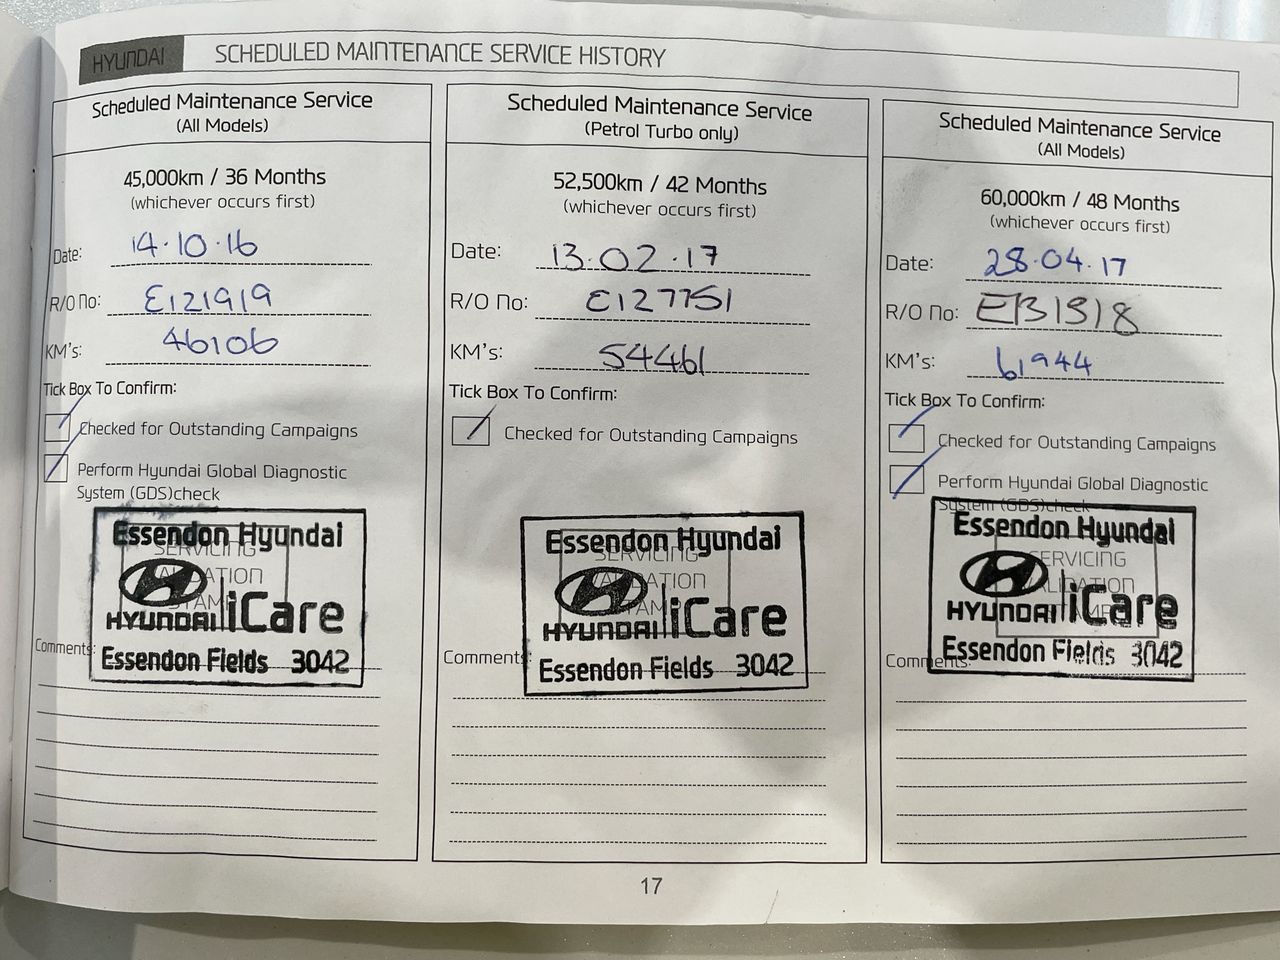 HYUNDAI
SCHEDULED MAINTENANCE SERVICE HISTORY
Scheduled Maintenance Service
(All Models)
45,000km / 36 Months
(whichever occurs first)
Date: 14.10.16
R/O No: E121919
KM's: 46106
Tick Box To Confirm:
Checked for Outstanding Campaigns
Perform Hyundai Global Diagnostic
System (GDS)check
Essendon Hyundai
SERVICING
HYUNDAI iCare
Comments:
Essendon Fields 3042
Scheduled Maintenance Service
(Petrol Turbo only)
52,500km / 42 Months
(whichever occurs first)
Date: 13.02.17
R/O No: E127751
KM's: 54461
Tick Box To Confirm:
Checked for Outstanding Campaigns
Essendon Hyundai
SERVICING
HYUNDAI iCare
Comments:
Essendon Fields 3042
Scheduled Maintenance Service
(All Models)
60,000km / 48 Months
(whichever occurs first)
Date: 28.04.17
R/O No:
KM's: 61944
Tick Box To Confirm:
Checked for Outstanding Campaigns
Perform Hyundai Global Diagnostic
System (GDS)check
Essendon Hyundai
SERVICING
HYUNDAI iCare
Comments:
Essendon Fields 3042
17